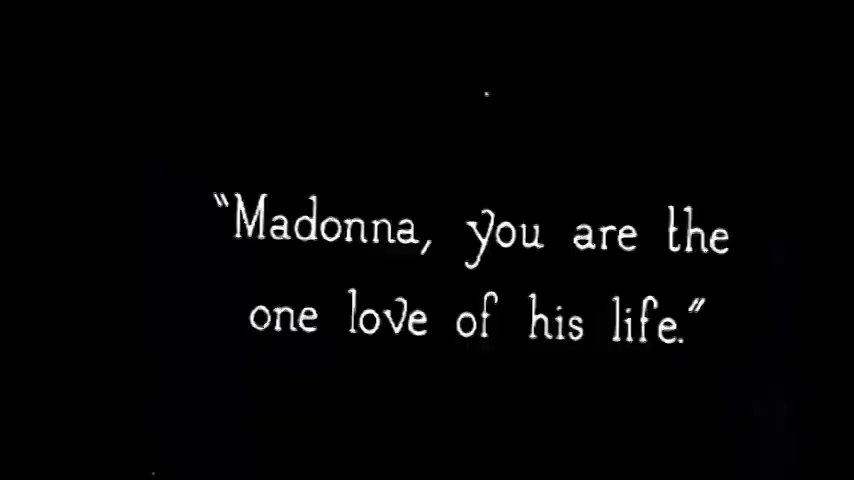 “Madonna, you are the
one love of his life.”